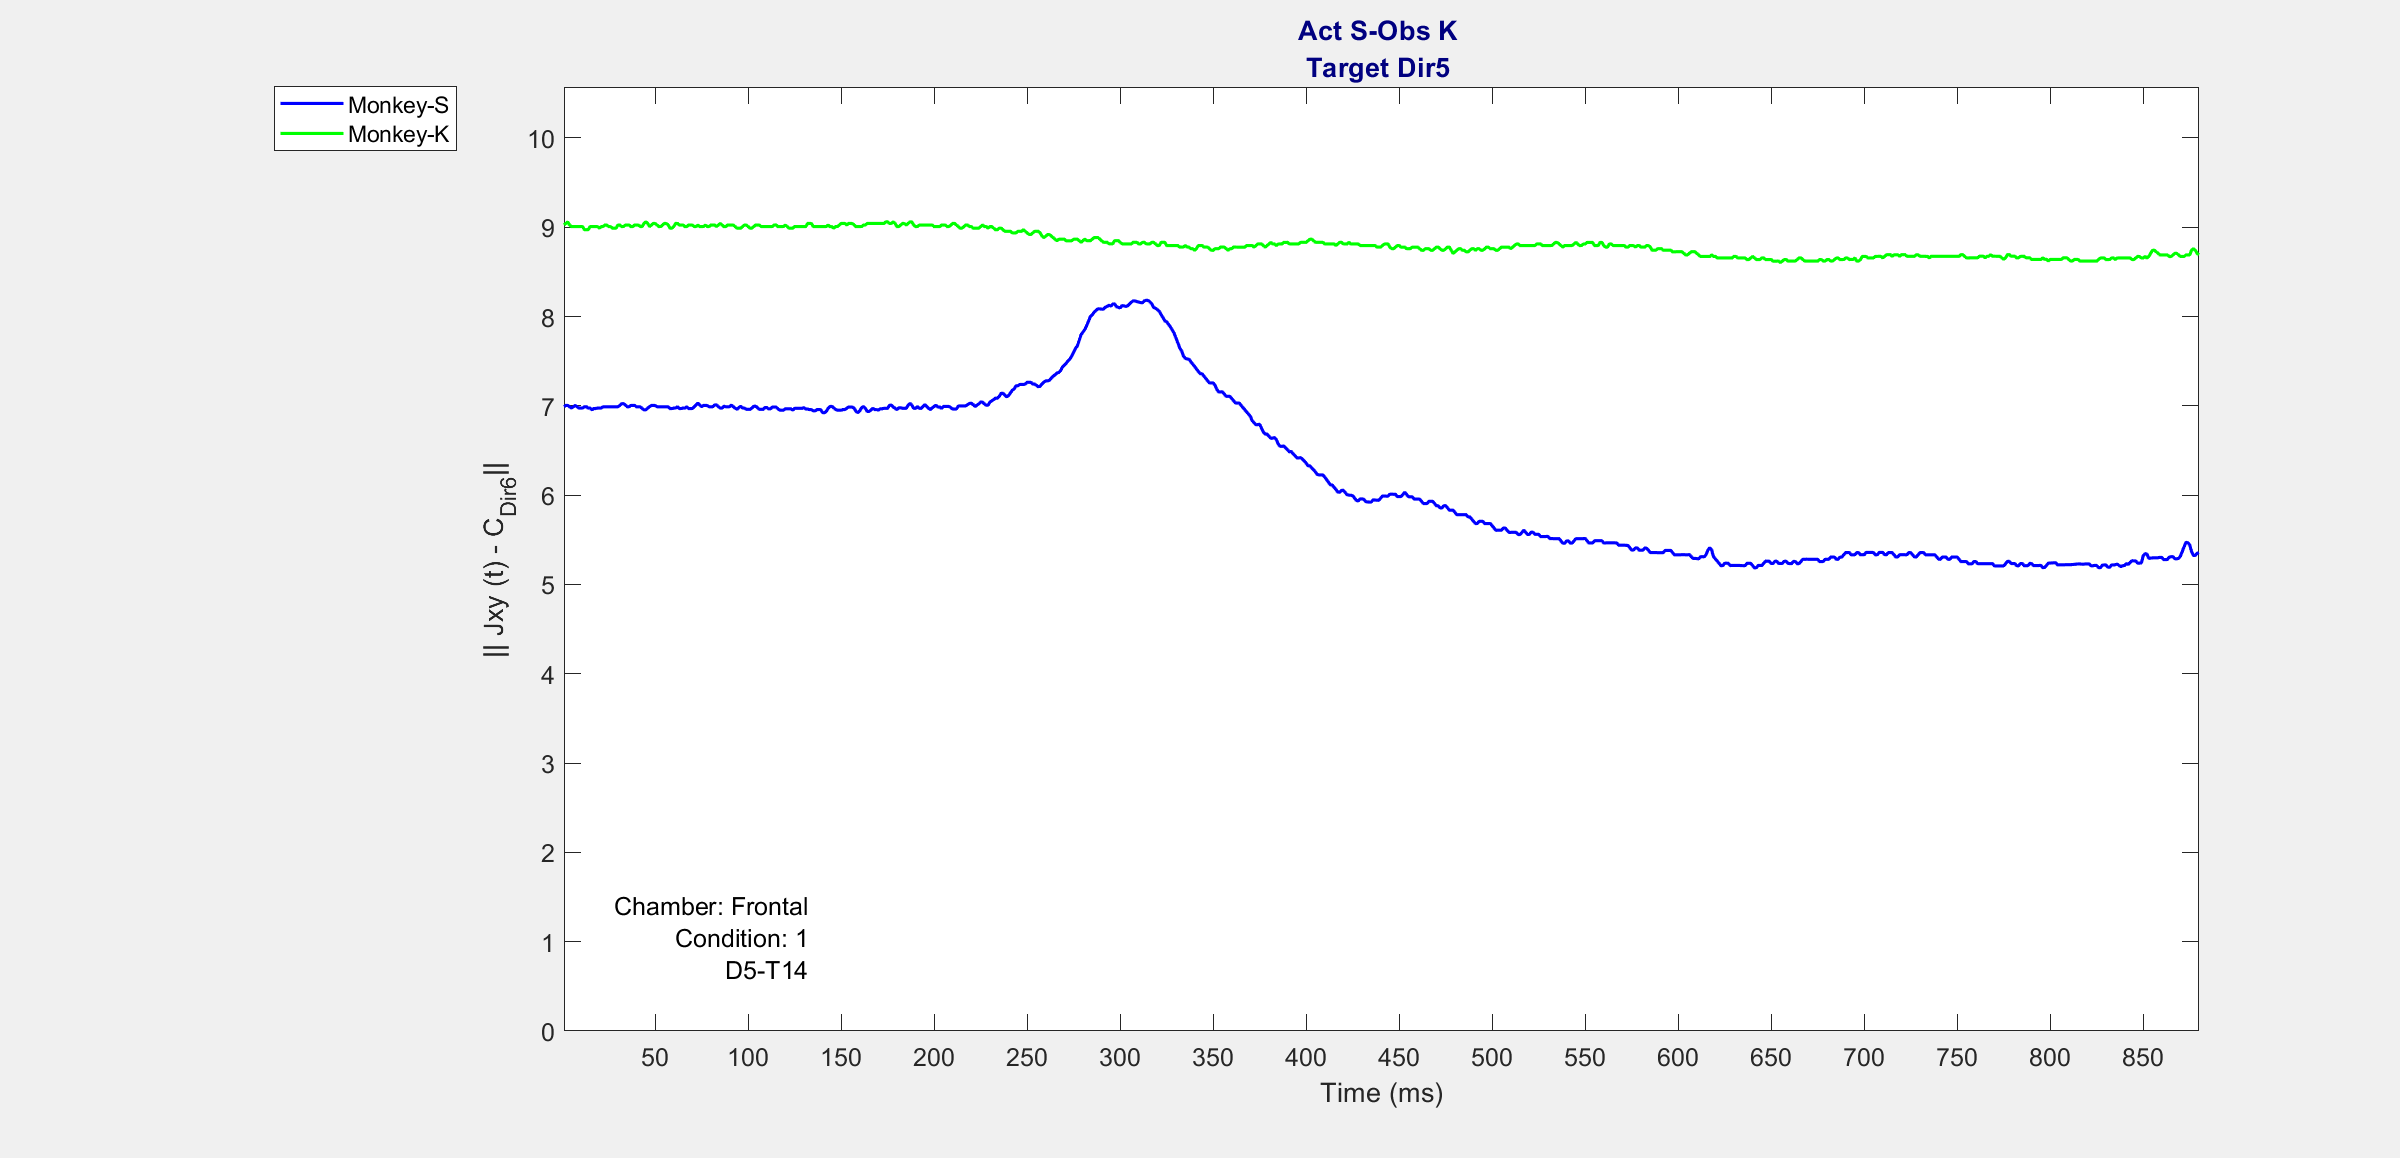 Act S-Obs K
Target Dir5
Monkey-S
Monkey-K
10
9
8
7
6
5
4
3
2
1
0
|| Jxy (t) - C_Dir6||
Chamber: Frontal
Condition: 1
D5-T14
50 100 150 200 250 300 350 400 450 500 550 600 650 700 750 800 850
Time (ms)